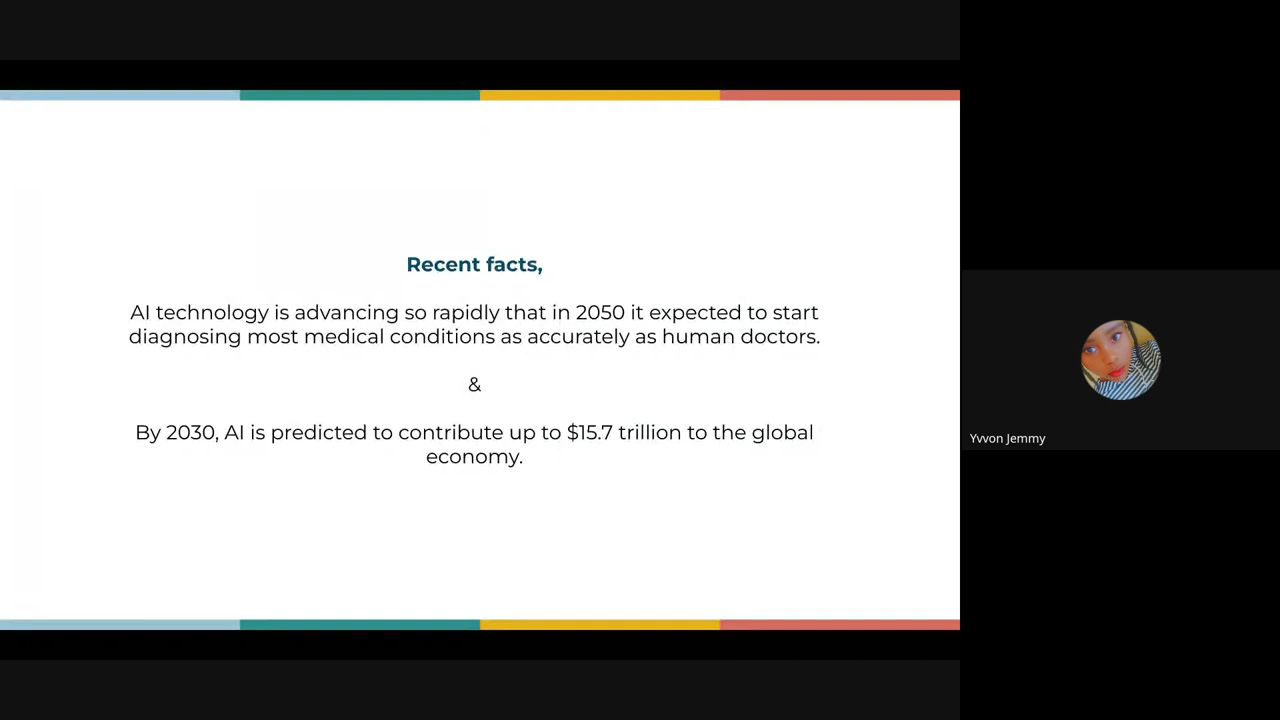 Recent facts,
AI technology is advancing so rapidly that in 2050 it expected to start
diagnosing most medical conditions as accurately as human doctors.
&
By 2030, AI is predicted to contribute up to $15.7 trillion to the global
economy.
Yvvon Jemmy